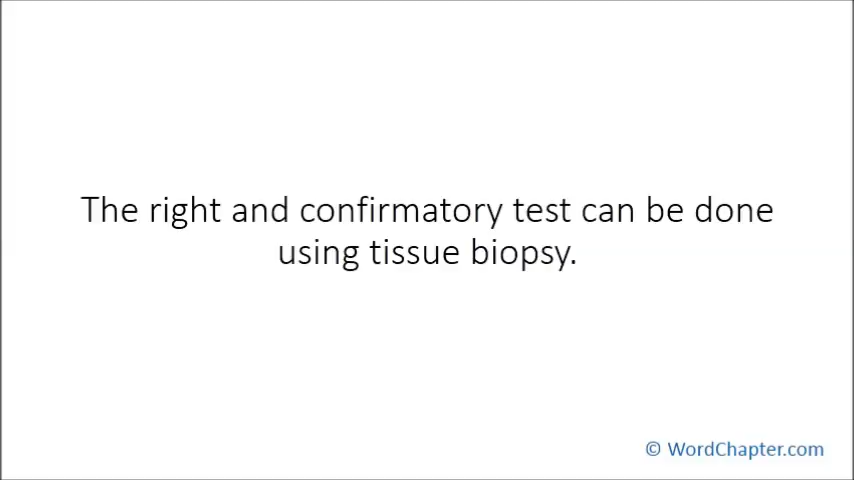 The right and confirmatory test can be done
using tissue biopsy.
© WordChapter.com